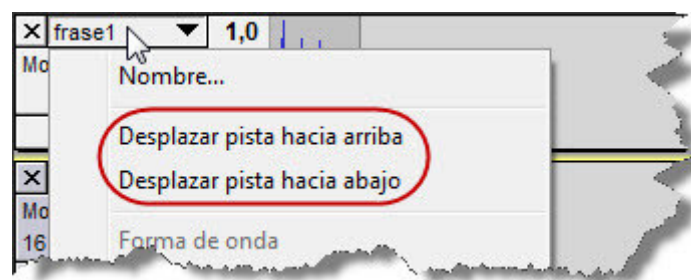 × frase1 ▼ 1,0
Mo
Nombre...
Desplazar pista hacia arriba
Desplazar pista hacia abajo
×
Mo
16
Forma de onda